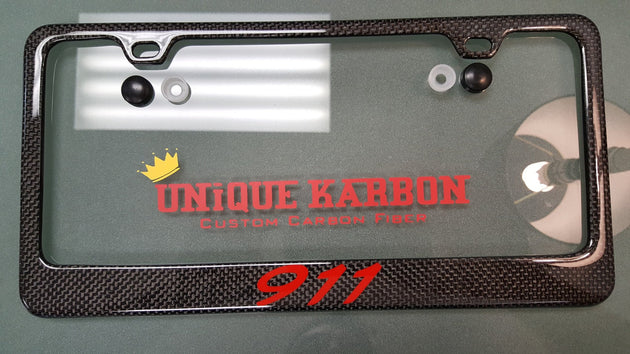 UNiQUE KARBON
CUSTOM CARBON FIBER
911